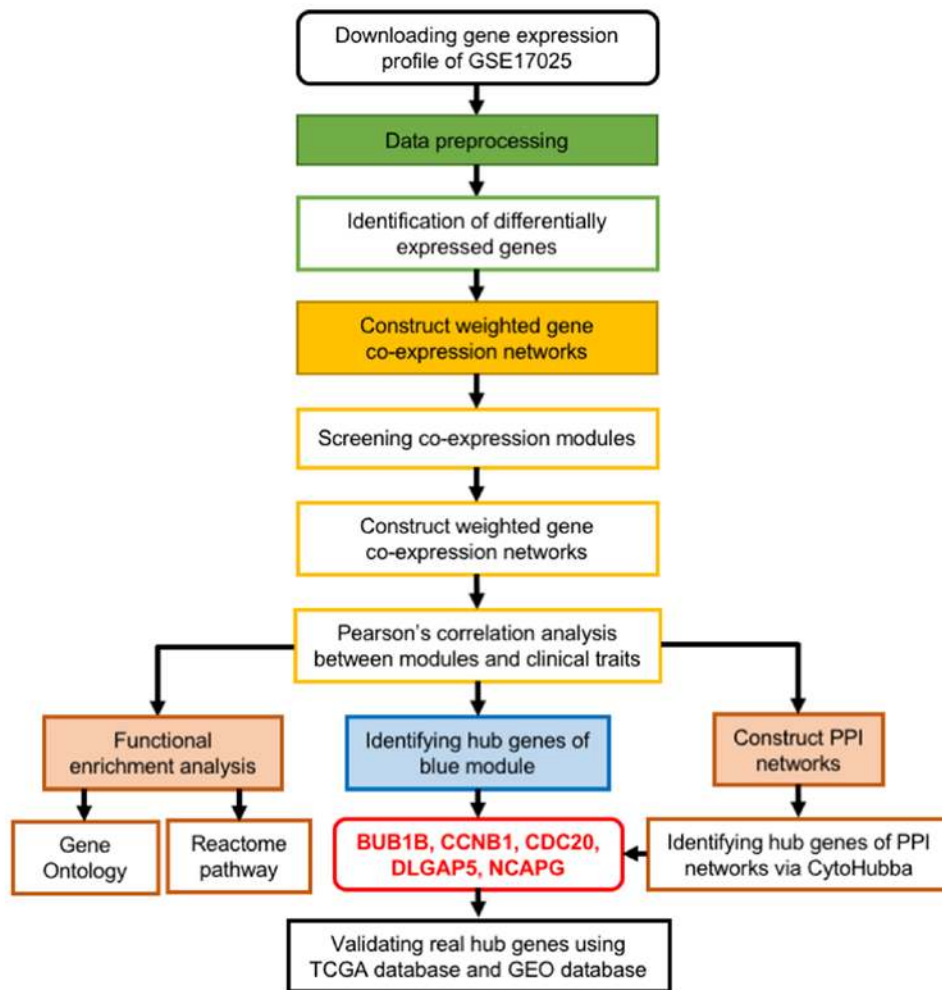 Downloading gene expression
profile of GSE17025
Data preprocessing
Identification of differentially
expressed genes
Construct weighted gene
co-expression networks
Screening co-expression modules
Construct weighted gene
co-expression networks
Pearson's correlation analysis
between modules and clinical traits
Functional
enrichment analysis
Identifying hub genes of
blue module
Construct PPI
networks
Gene
Ontology
Reactome
pathway
BUB1B, CCNB1, CDC20,
DLGAP5, NCAPG
Identifying hub genes of PPI
networks via CytoHubba
Validating real hub genes using
TCGA database and GEO database